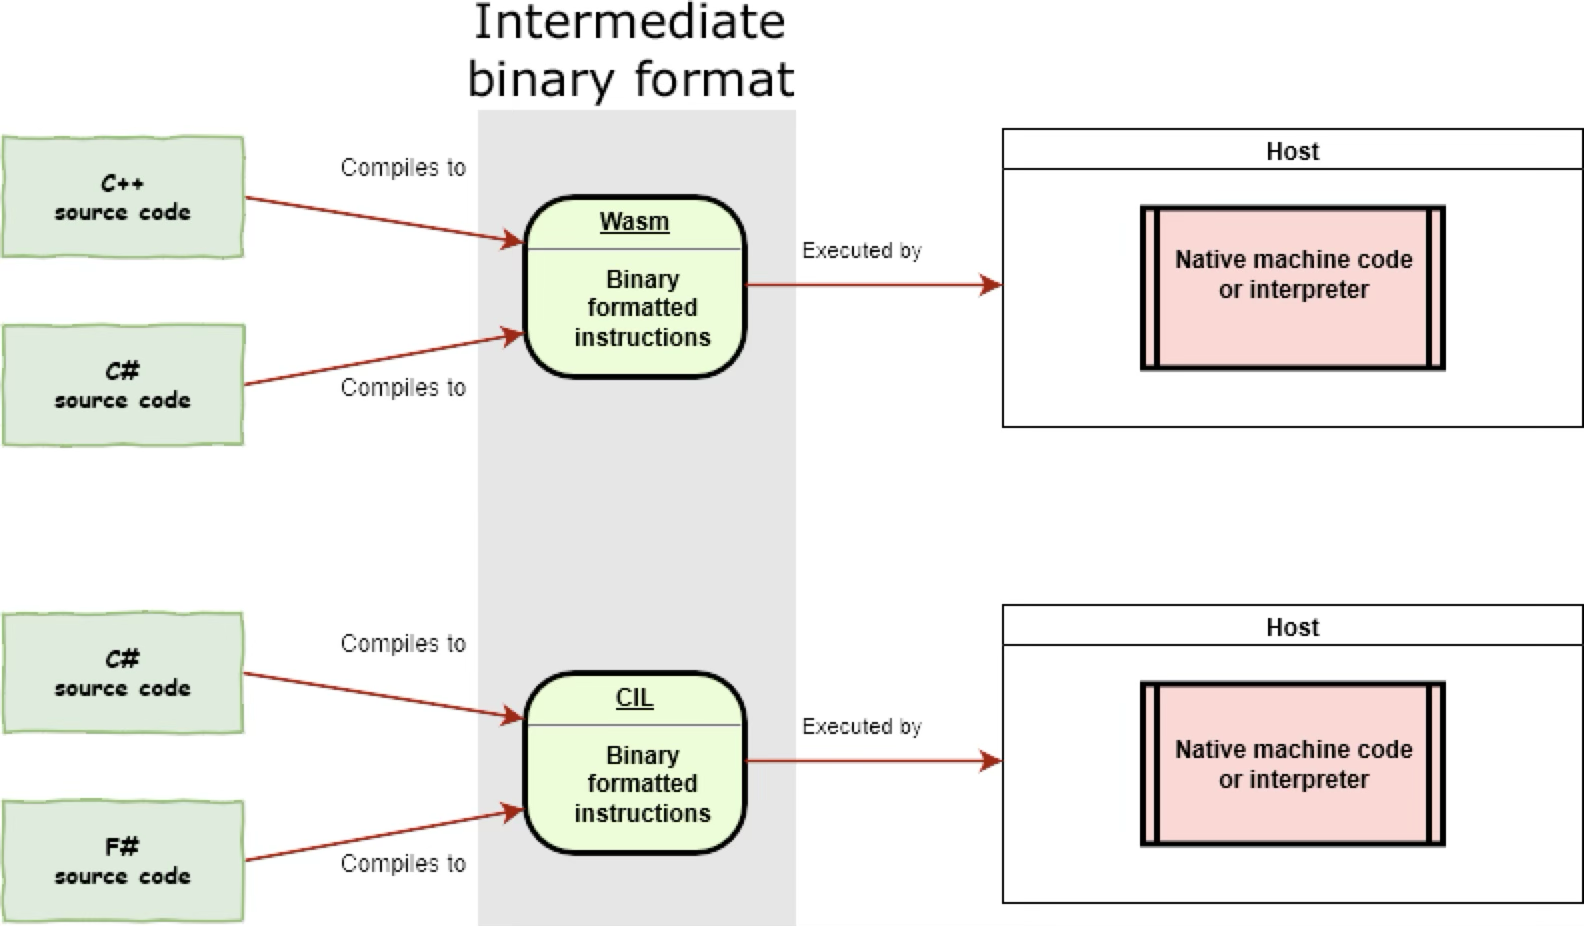 Intermediate
binary format
C++
source code
Compiles to
Wasm
Binary
formatted
instructions
Executed by
Host
Native machine code
or interpreter
C#
source code
Compiles to
C#
source code
Compiles to
CIL
Binary
formatted
instructions
Executed by
Host
Native machine code
or interpreter
F#
source code
Compiles to